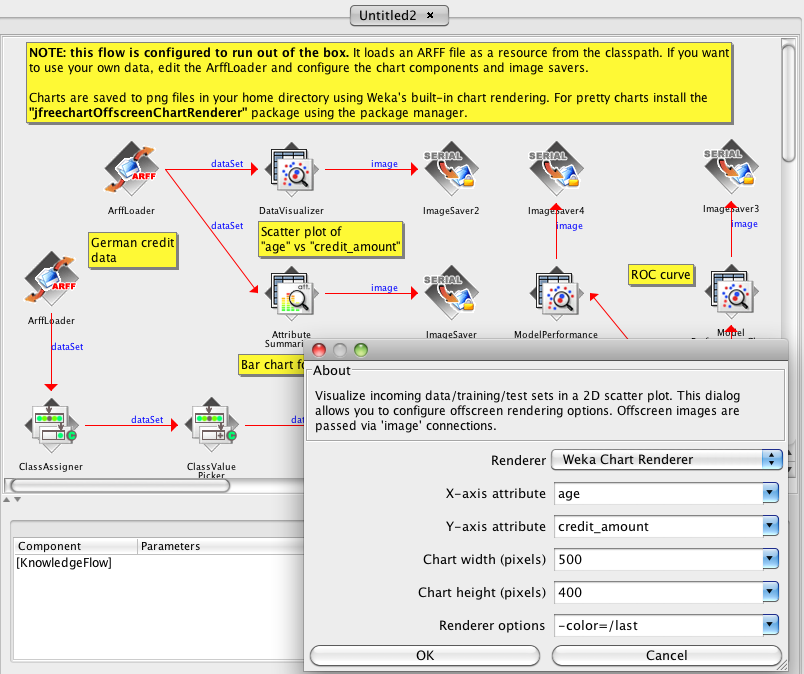 Untitled2 ×
NOTE: this flow is configured to run out of the box. It loads an ARFF file as a resource from the classpath. If you want
to use your own data, edit the ArffLoader and configure the chart components and image savers.
Charts are saved to png files in your home directory using Weka's built-in chart rendering. For pretty charts install the
"jfreechartOffscreenChartRenderer" package using the package manager.
ARFF
dataSet
image
SERIAL
SERIAL
SERIAL
ArffLoader
DataVisualizer
ImageSaver2
ImageSaver4
ImageSaver3
dataSet
image
image
German credit
data
Scatter plot of
"age" vs "credit_amount"
ROC curve
ARFF
att.
image
SERIAL
ArffLoader
Attribute
ImageSaver
ModelPerformance
Model
dataSet
Bar chart
dataSet
ClassAssigner
ClassValue
Picker
Component
Parameters
[KnowledgeFlow]
About
Visualize incoming data/training/test sets in a 2D scatter plot. This dialog
allows you to configure offscreen rendering options. Offscreen images are
passed via 'image' connections.
Renderer Weka Chart Renderer
X-axis attribute age
Y-axis attribute credit_amount
Chart width (pixels) 500
Chart height (pixels) 400
Renderer options -color=/last
OK Cancel